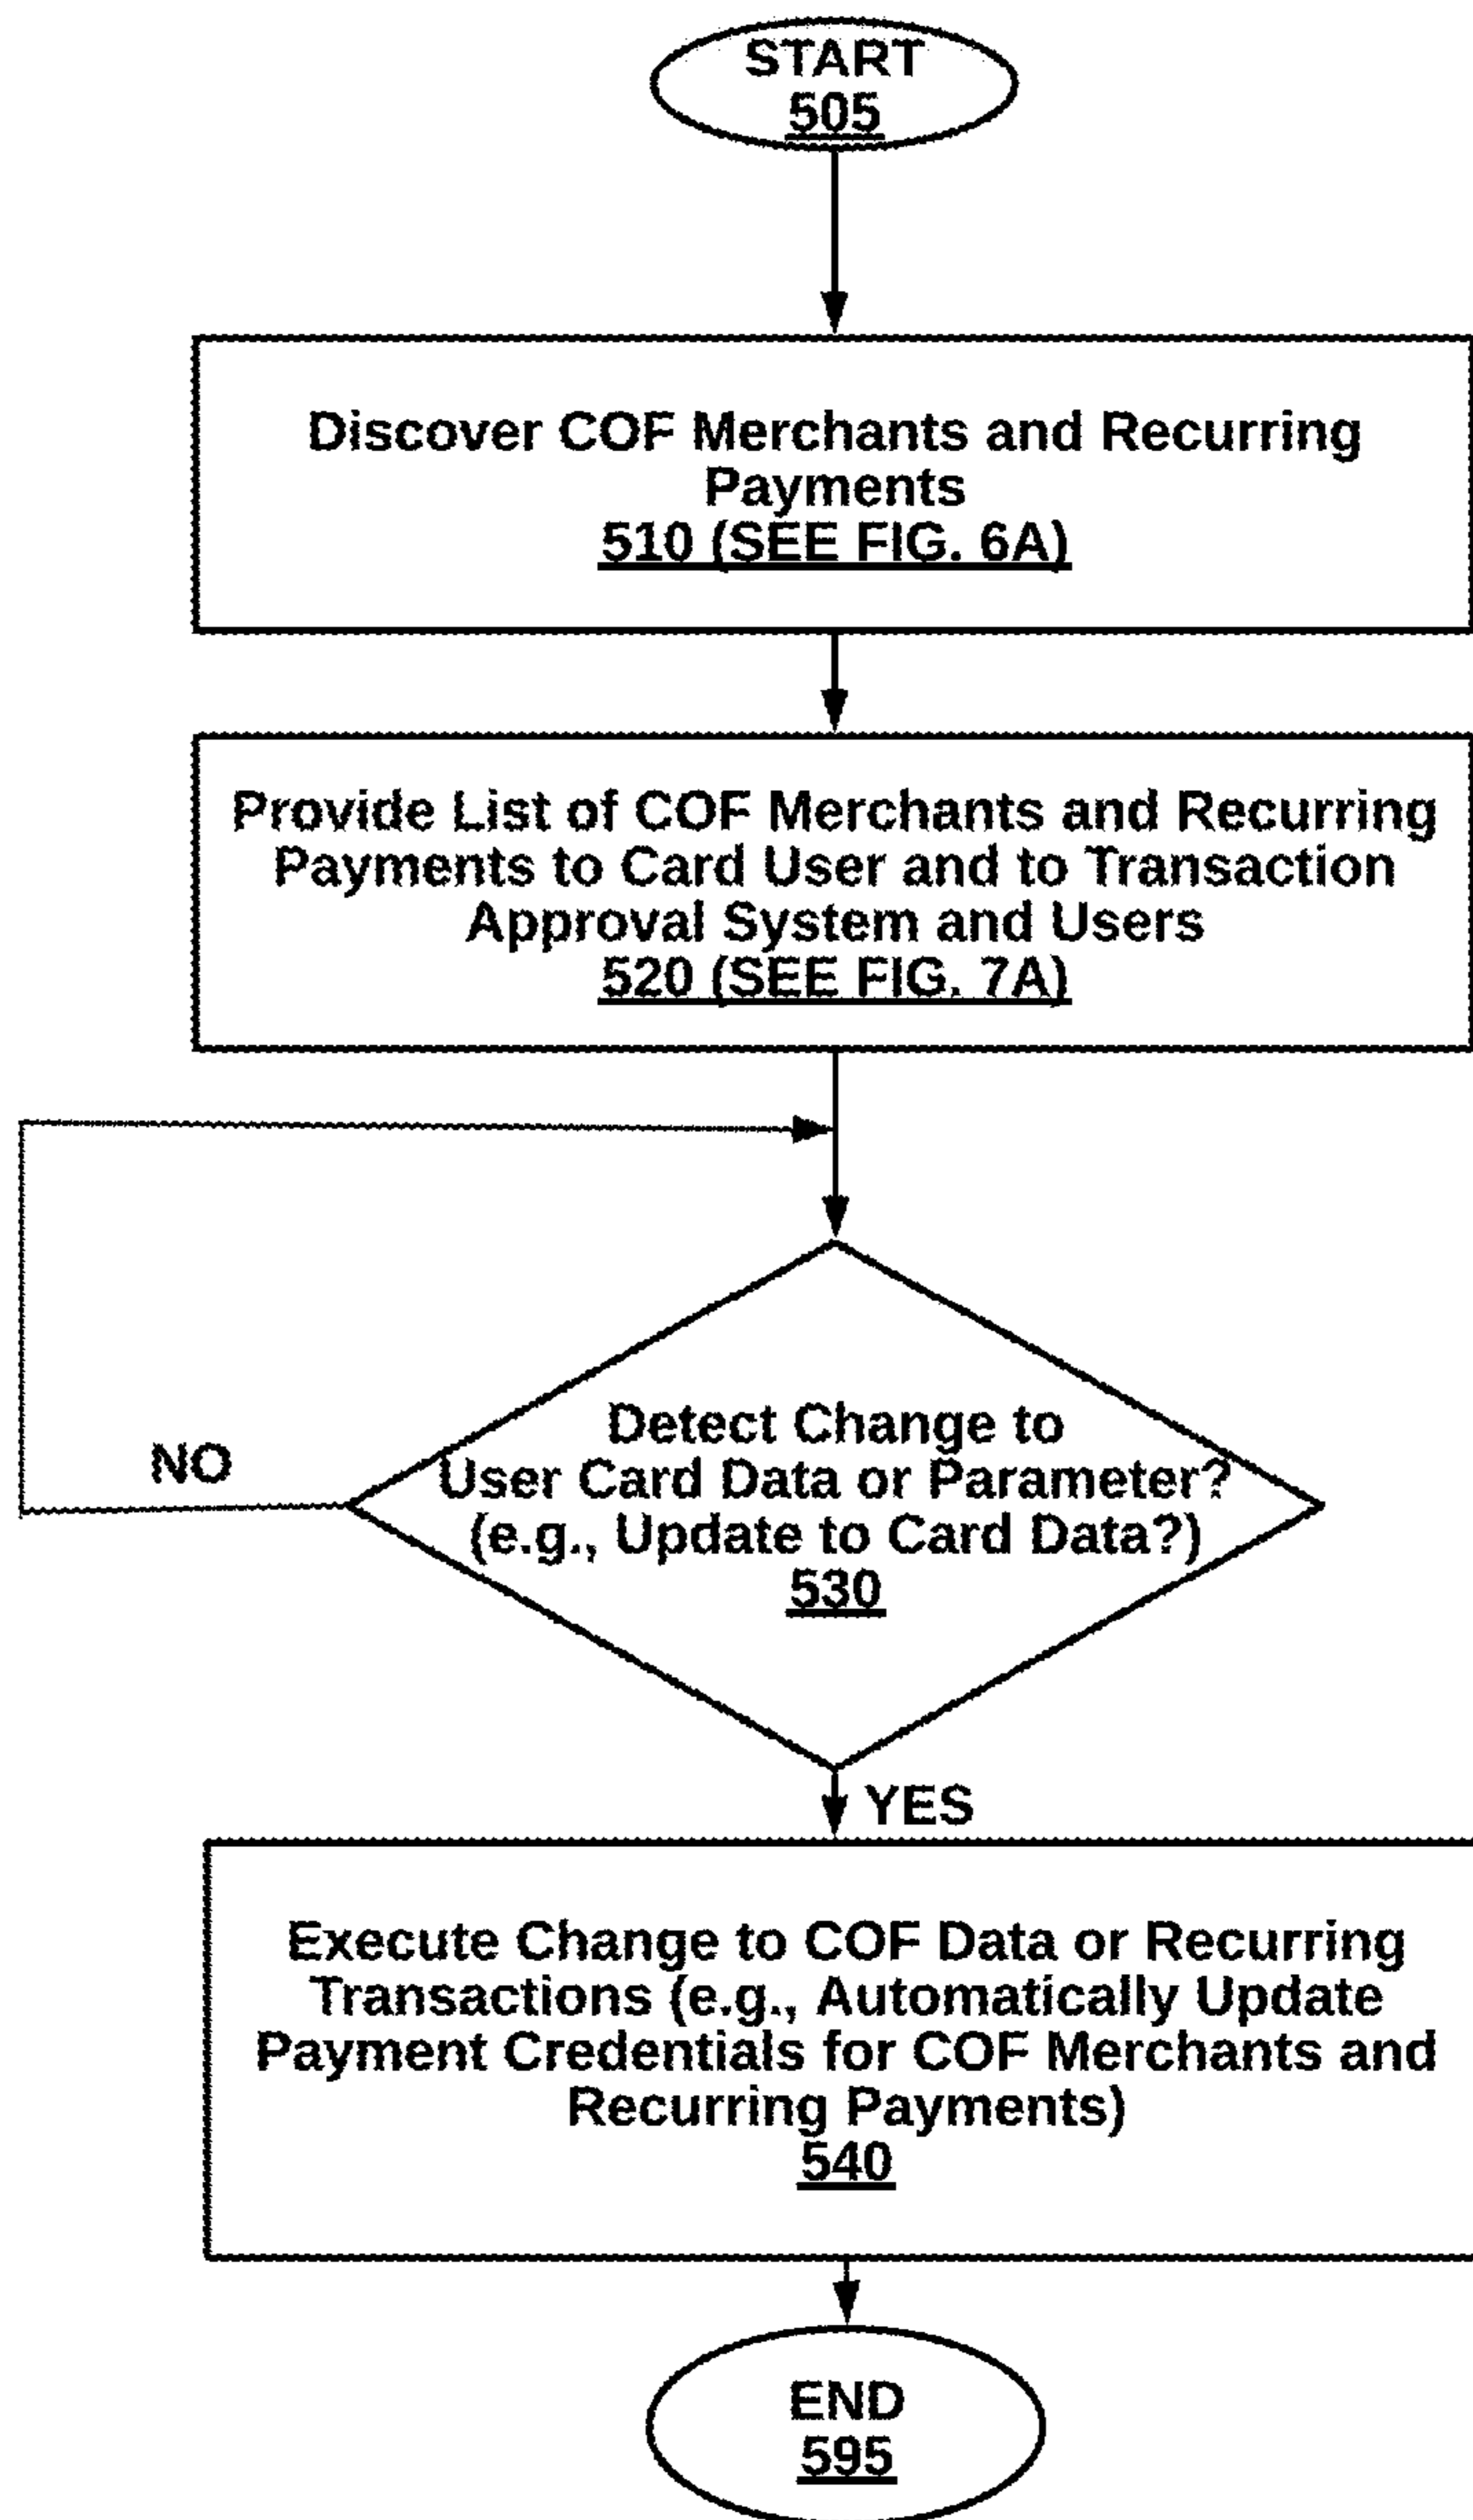 START
505
Discover COF Merchants and Recurring
Payments
510 (SEE FIG. 6A)
Provide List of COF Merchants and Recurring
Payments to Card User and to Transaction
Approval System and Users
520 (SEE FIG. 7A)
Detect Change to
User Card Data or Parameter?
(e.g., Update to Card Data?)
530
NO
YES
Execute Change to COF Data or Recurring
Transactions (e.g., Automatically Update
Payment Credentials for COF Merchants and
Recurring Payments)
540
END
595